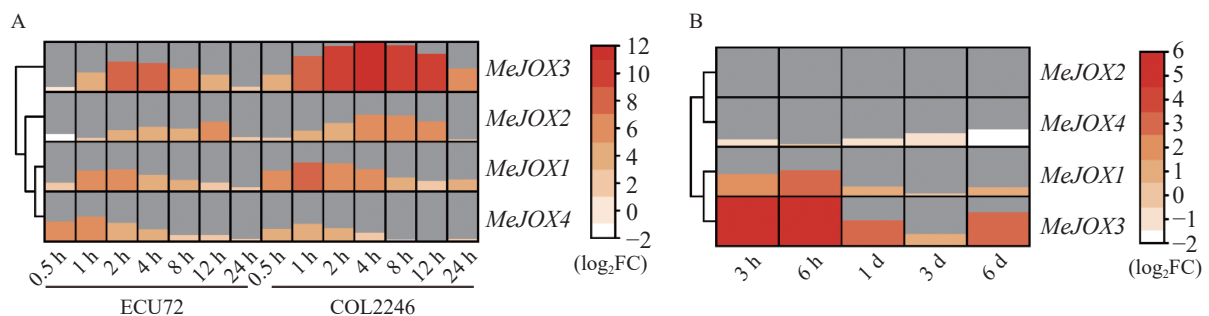 A
B
12
10
8
6
4
2
0
−2
(log₂FC)
MeJOX3
MeJOX2
MeJOX1
MeJOX4
0.5 h 1 h 2 h 4 h 8 h 12 h 24 h 0.5 h 1 h 2 h 4 h 8 h 12 h 24 h
ECU72 COL2246
6
5
4
3
2
1
0
−1
−2
(log₂FC)
MeJOX2
MeJOX4
MeJOX1
MeJOX3
3 h 6 h 1 d 3 d 6 d